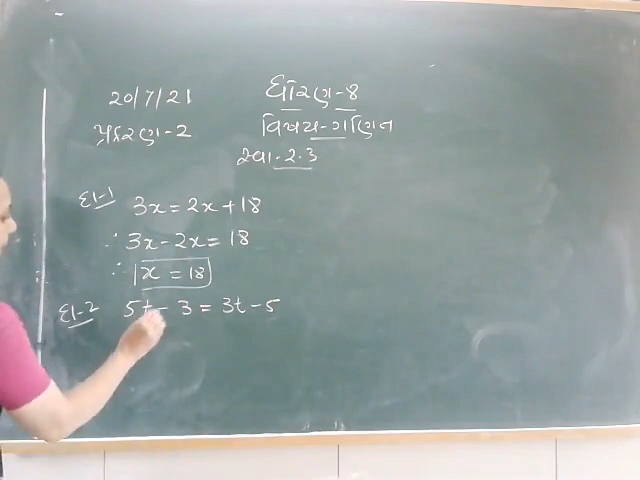 20/7/21
ધોરણ-8
પ્રકરણ-2
વિષય-ગણિત
સ્વા-2.3
દા-1 3x = 2x + 18
∴ 3x - 2x = 18
∴ x = 18
દા-2 5t - 3 = 3t - 5